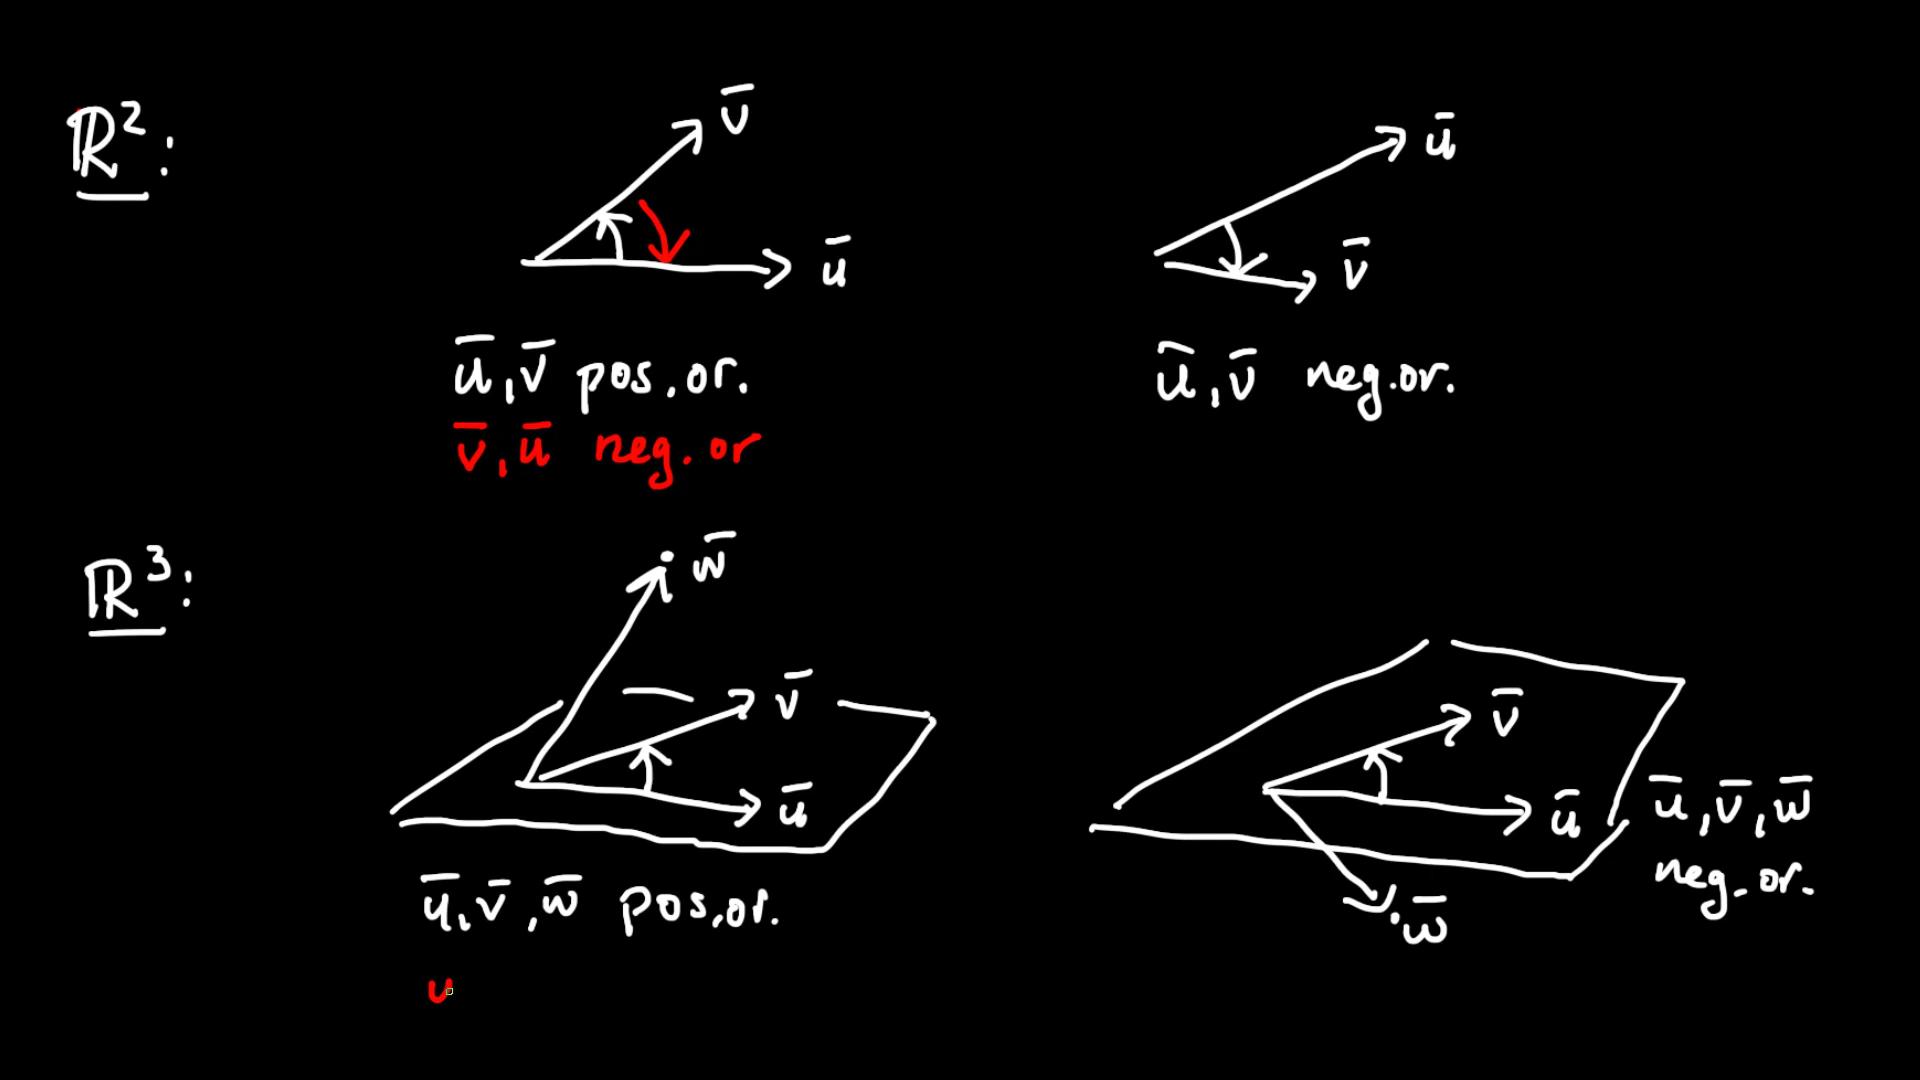 ℝ²:
v̅
u̅
u̅
v̅
u̅, v̅ pos. or.
v̅, u̅ neg. or
u̅, v̅ neg. or.
ℝ³:
w̅
v̅
u̅
u̅, v̅, w̅ pos. or.
v̅
u̅
w̅
u̅, v̅, w̅
neg. or.
u